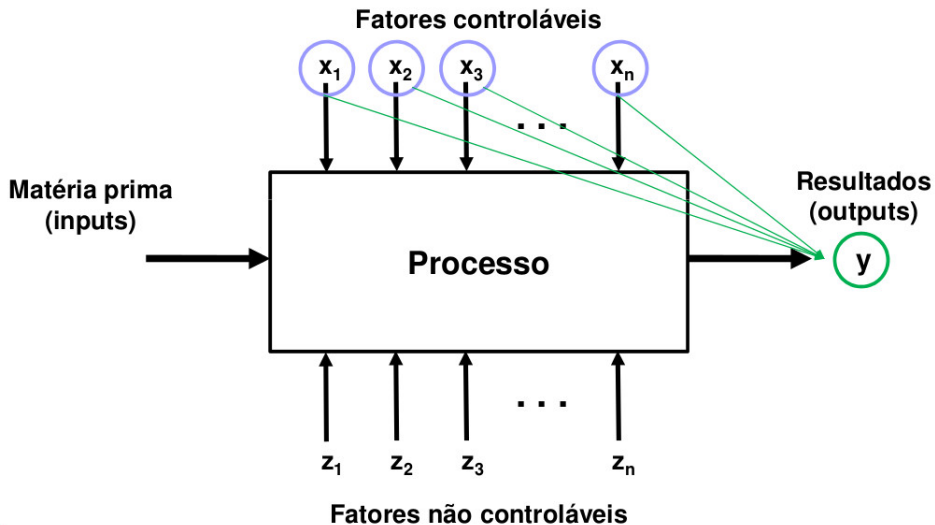 Fatores controláveis
x1 x2 x3 xn
. . .
Matéria prima
(inputs)
Resultados
(outputs)
Processo
y
. . .
z1 z2 z3 zn
Fatores não controláveis